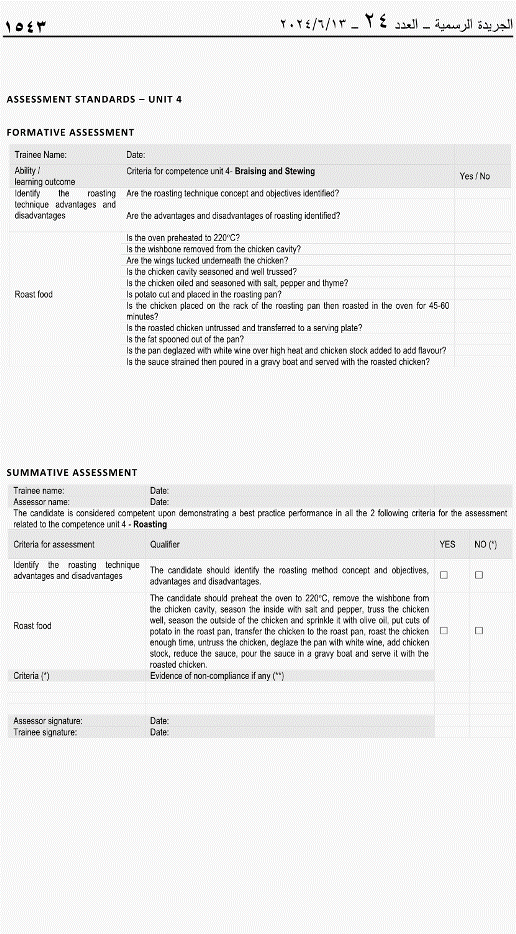 الجريدة الرسمية – العدد ٢٤ – ٢٠٢٤/٦/١٣
١٥٤٣
ASSESSMENT STANDARDS – UNIT 4
FORMATIVE ASSESSMENT
Trainee Name: Date:
Ability / learning outcome
Criteria for competence unit 4- Braising and Stewing
Yes / No
Identify the roasting
technique advantages and
disadvantages
Are the roasting technique concept and objectives identified?
Are the advantages and disadvantages of roasting identified?
Roast food
Is the oven preheated to 220°C?
Is the wishbone removed from the chicken cavity?
Are the wings tucked underneath the chicken?
Is the chicken cavity seasoned and well trussed?
Is the chicken oiled and seasoned with salt, pepper and thyme?
Is potato cut and placed in the roasting pan?
Is the chicken placed on the rack of the roasting pan then roasted in the oven for 45-60
minutes?
Is the roasted chicken untrussed and transferred to a serving plate?
Is the fat spooned out of the pan?
Is the pan deglazed with white wine over high heat and chicken stock added to add flavour?
Is the sauce strained then poured in a gravy boat and served with the roasted chicken?
SUMMATIVE ASSESSMENT
Trainee name: Date:
Assessor name: Date:
The candidate is considered competent upon demonstrating a best practice performance in all the 2 following criteria for the assessment
related to the competence unit 4 - Roasting
Criteria for assessment Qualifier YES NO (*)
Identify the roasting technique
advantages and disadvantages
The candidate should identify the roasting method concept and objectives,
advantages and disadvantages.
☐ ☐
Roast food
The candidate should preheat the oven to 220°C, remove the wishbone from
the chicken cavity, season the inside with salt and pepper, truss the chicken
well, season the outside of the chicken and sprinkle it with olive oil, put cuts of
potato in the roast pan, transfer the chicken to the roast pan, roast the chicken
enough time, untruss the chicken, deglaze the pan with white wine, add chicken
stock, reduce the sauce, pour the sauce in a gravy boat and serve it with the
roasted chicken.
☐ ☐
Criteria (*) Evidence of non-compliance if any (**)
Assessor signature: Date:
Trainee signature: Date: